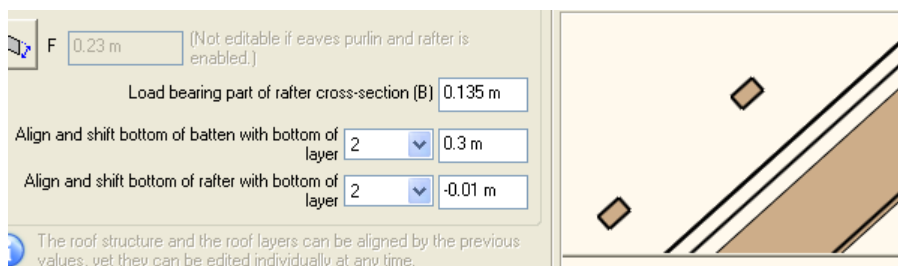 F 0.23 m (Not editable if eaves purlin and rafter is
enabled.)
Load bearing part of rafter cross-section (B) 0.135 m
Align and shift bottom of batten with bottom of
layer 2 0.3 m
Align and shift bottom of rafter with bottom of
layer 2 -0.01 m
The roof structure and the roof layers can be aligned by the previous
values, yet they can be edited individually at any time.